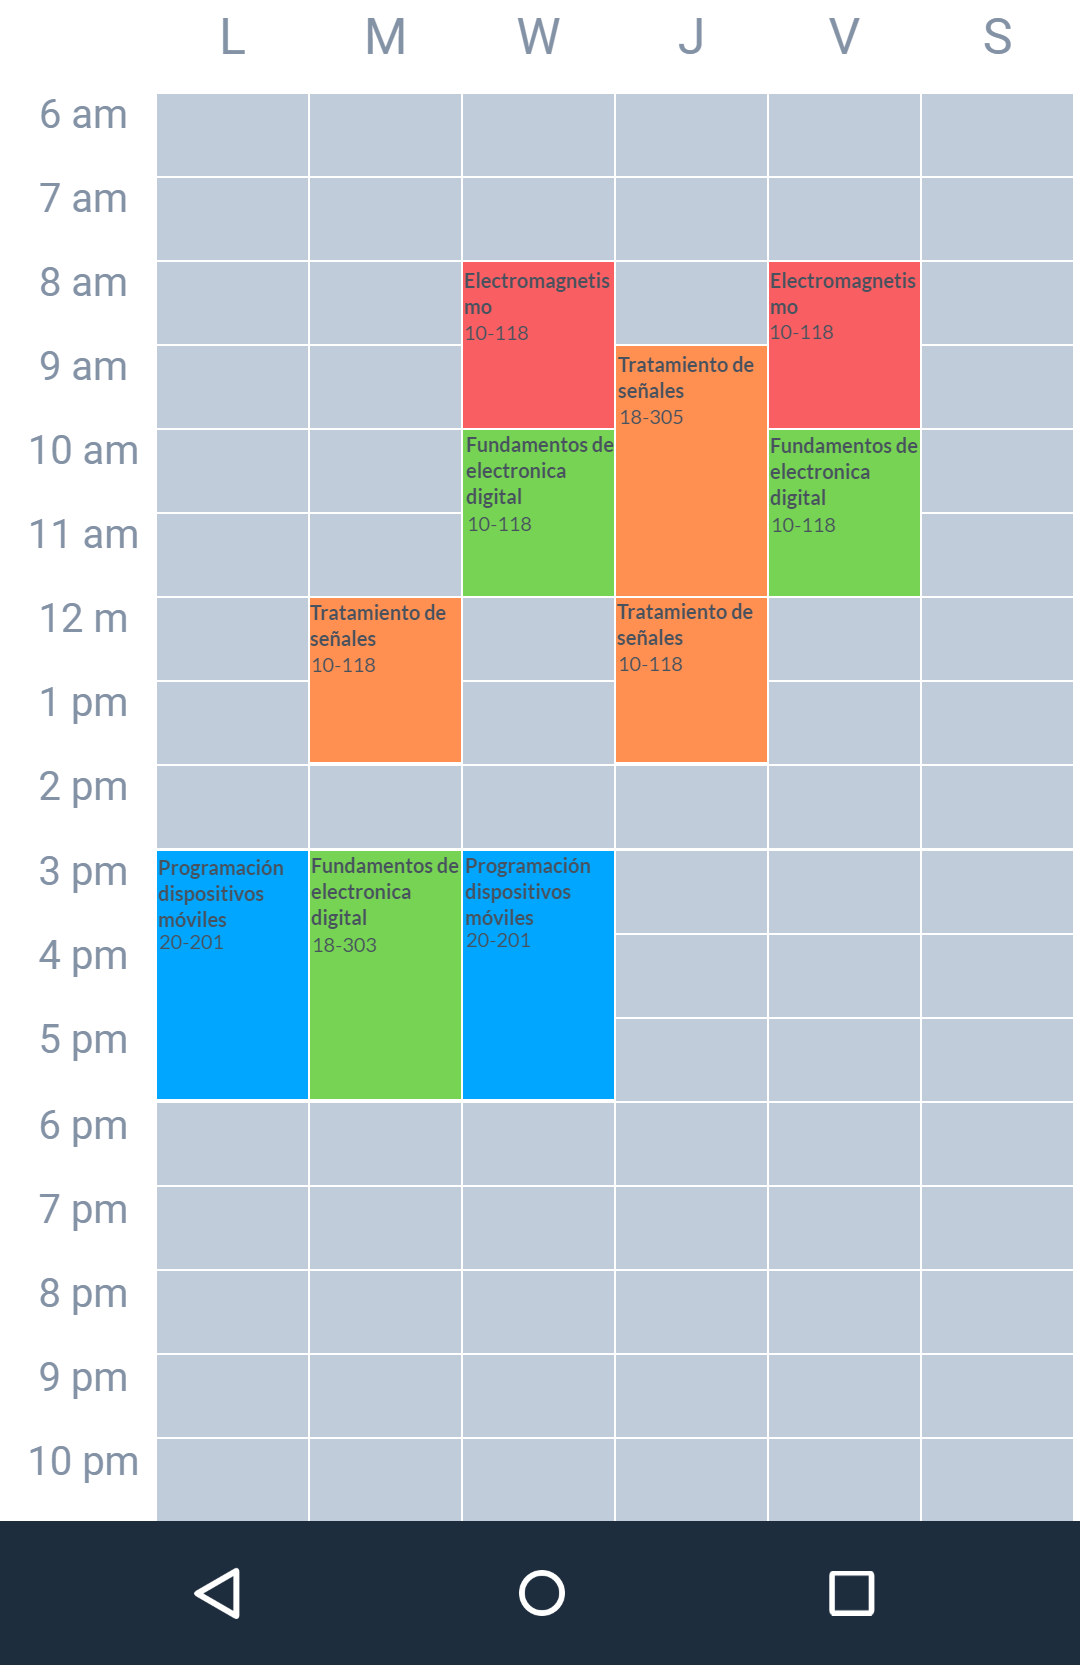 L M W J V S
6 am
7 am
8 am
Electromagnetis
mo
10-118
Electromagnetis
mo
10-118
9 am
Tratamiento de
señales
18-305
10 am
Fundamentos de
electronica
digital
10-118
Fundamentos de
electronica
digital
10-118
11 am
12 m
Tratamiento de
señales
10-118
Tratamiento de
señales
10-118
1 pm
2 pm
3 pm
Programación
dispositivos
móviles
20-201
Fundamentos de
electronica
digital
18-303
Programación
dispositivos
móviles
20-201
4 pm
5 pm
6 pm
7 pm
8 pm
9 pm
10 pm